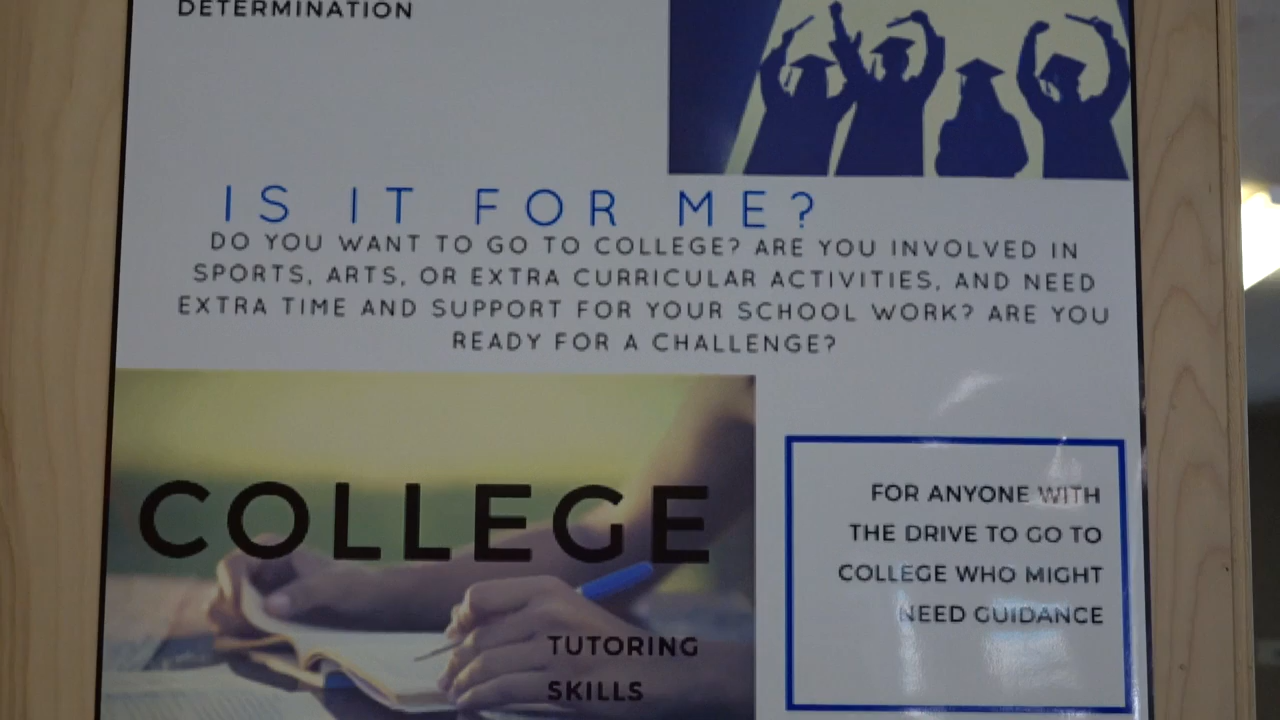 DETERMINATION
IS IT FOR ME?
DO YOU WANT TO GO TO COLLEGE? ARE YOU INVOLVED IN
SPORTS, ARTS, OR EXTRA CURRICULAR ACTIVITIES, AND NEED
EXTRA TIME AND SUPPORT FOR YOUR SCHOOL WORK? ARE YOU
READY FOR A CHALLENGE?
COLLEGE
TUTORING
SKILLS
FOR ANYONE WITH
THE DRIVE TO GO TO
COLLEGE WHO MIGHT
NEED GUIDANCE